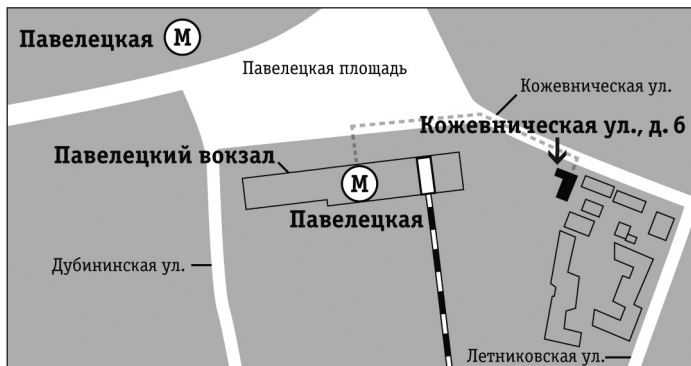 Павелецкая М
Павелецкая площадь
Кожевническая ул.
Кожевническая ул., д. 6
Павелецкий вокзал
М
Павелецкая
Дубининская ул.
Летниковская ул.